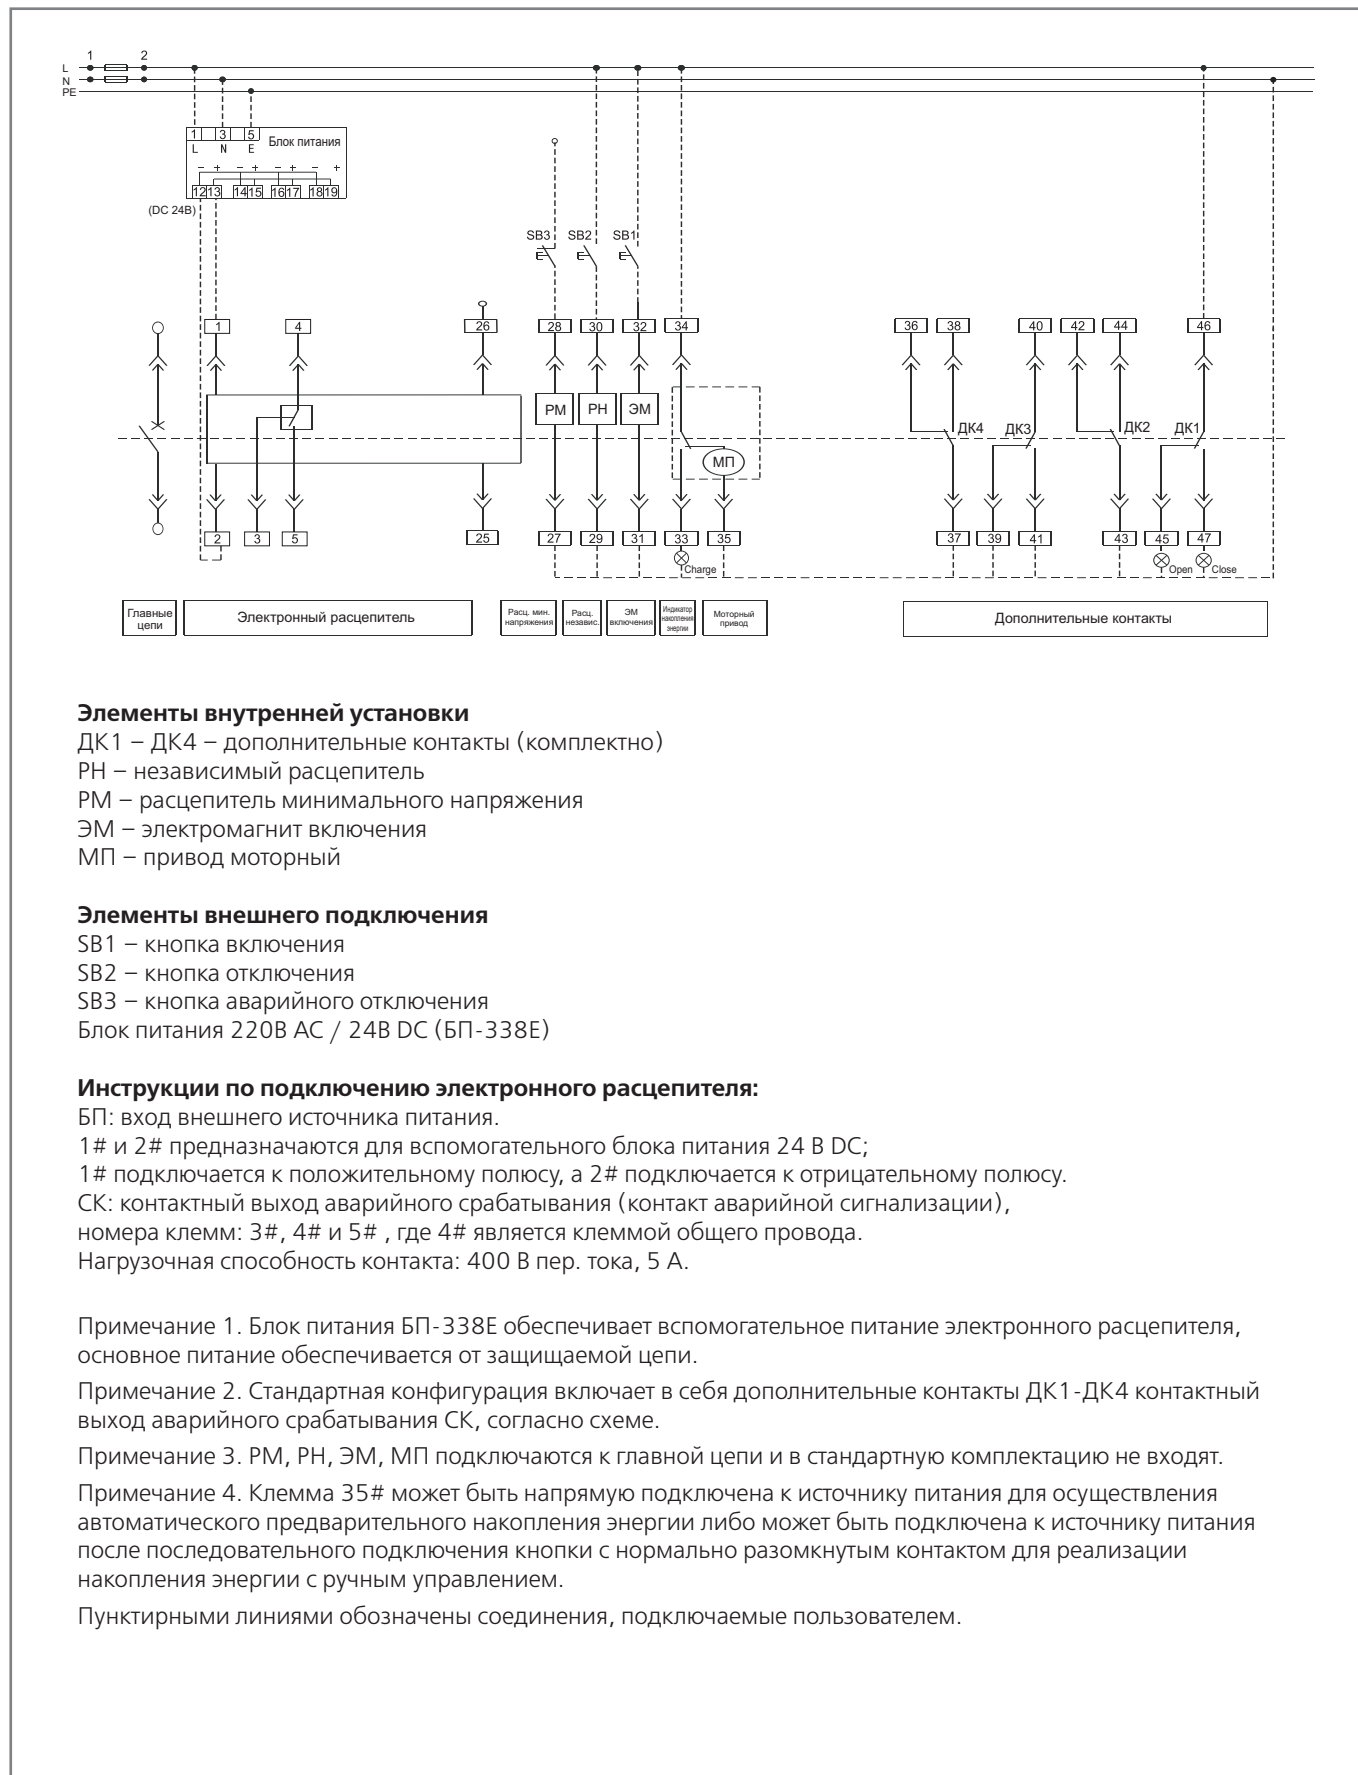 1 2
L
N
PE
1 3 5 Блок питания
L N E
− + − + − + − +
12 13 14 15 16 17 18 19
(DC 24В)
SB3 SB2 SB1
1 4 26 28 30 32 34 36 38 40 42 44 46
РМ РН ЭМ
ДК4 ДК3 ДК2 ДК1
МП
2 3 5 25 27 29 31 33 35 37 39 41 43 45 47
Charge Open Close
Главные
цепи
Электронный расцепитель
Расц. мин.
напряжения
Расц.
независ.
ЭМ
включения
Индикатор
накопления
энергии
Моторный
привод
Дополнительные контакты
Элементы внутренней установки
ДК1 – ДК4 – дополнительные контакты (комплектно)
РН – независимый расцепитель
РМ – расцепитель минимального напряжения
ЭМ – электромагнит включения
МП – привод моторный
Элементы внешнего подключения
SB1 – кнопка включения
SB2 – кнопка отключения
SB3 – кнопка аварийного отключения
Блок питания 220В AC / 24В DC (БП-338Е)
Инструкции по подключению электронного расцепителя:
БП: вход внешнего источника питания.
1# и 2# предназначаются для вспомогательного блока питания 24 В DC;
1# подключается к положительному полюсу, а 2# подключается к отрицательному полюсу.
СК: контактный выход аварийного срабатывания (контакт аварийной сигнализации),
номера клемм: 3#, 4# и 5# , где 4# является клеммой общего провода.
Нагрузочная способность контакта: 400 В пер. тока, 5 А.
Примечание 1. Блок питания БП-338Е обеспечивает вспомогательное питание электронного расцепителя,
основное питание обеспечивается от защищаемой цепи.
Примечание 2. Стандартная конфигурация включает в себя дополнительные контакты ДК1-ДК4 контактный
выход аварийного срабатывания СК, согласно схеме.
Примечание 3. РМ, РН, ЭМ, МП подключаются к главной цепи и в стандартную комплектацию не входят.
Примечание 4. Клемма 35# может быть напрямую подключена к источнику питания для осуществления
автоматического предварительного накопления энергии либо может быть подключена к источнику питания
после последовательного подключения кнопки с нормально разомкнутым контактом для реализации
накопления энергии с ручным управлением.
Пунктирными линиями обозначены соединения, подключаемые пользователем.